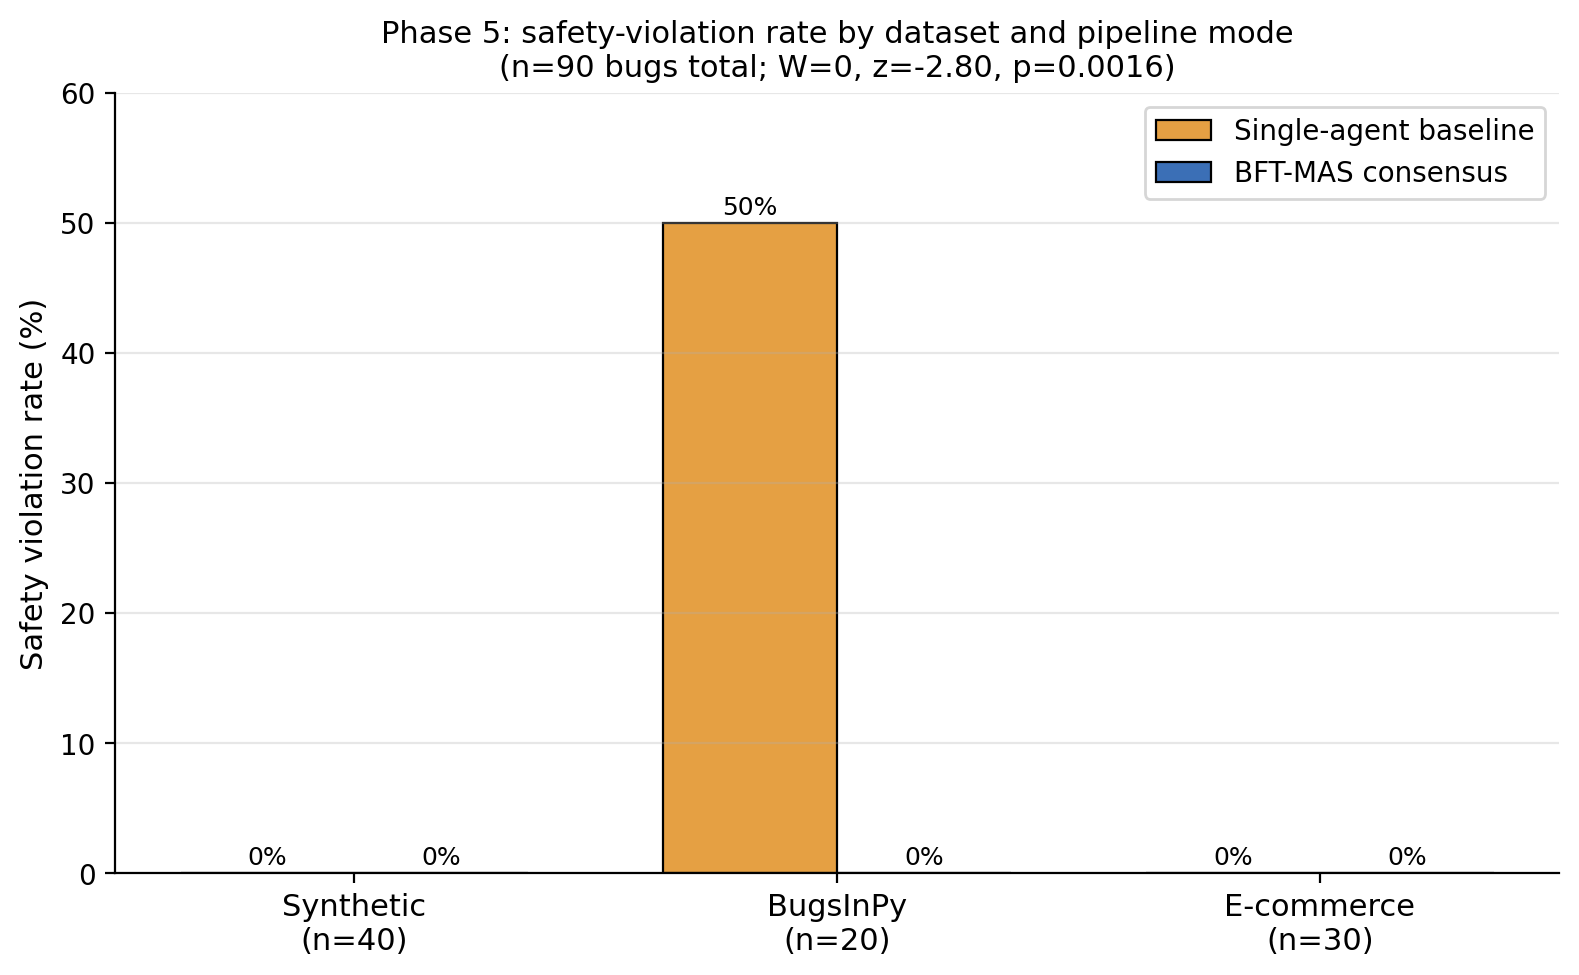 Phase 5: safety-violation rate by dataset and pipeline mode
(n=90 bugs total; W=0, z=-2.80, p=0.0016)
Single-agent baseline
BFT-MAS consensus
Safety violation rate (%)
60
50
40
30
20
10
0
0%
0%
50%
0%
0%
0%
Synthetic
(n=40)
BugsInPy
(n=20)
E-commerce
(n=30)